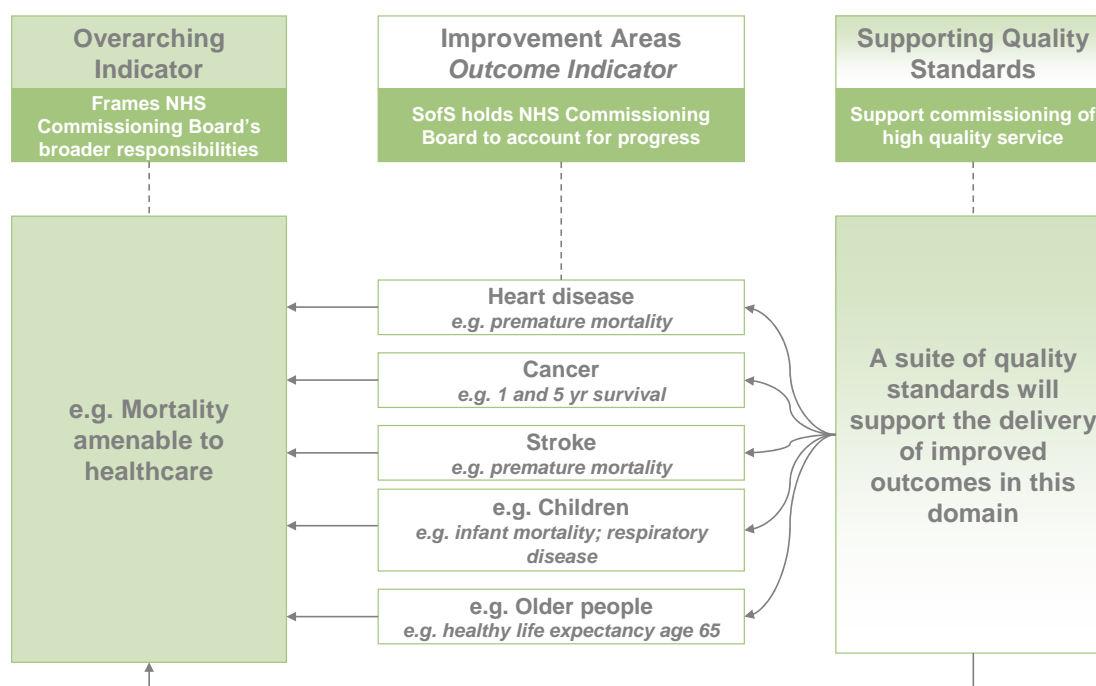 Overarching
Indicator
Frames NHS
Commissioning Board's
broader responsibilities
Improvement Areas
Outcome Indicator
SofS holds NHS Commissioning
Board to account for progress
Supporting Quality
Standards
Support commissioning of
high quality service
e.g. Mortality
amenable to
healthcare
Heart disease
e.g. premature mortality
Cancer
e.g. 1 and 5 yr survival
Stroke
e.g. premature mortality
e.g. Children
e.g. infant mortality; respiratory
disease
e.g. Older people
e.g. healthy life expectancy age 65
A suite of quality
standards will
support the delivery
of improved
outcomes in this
domain